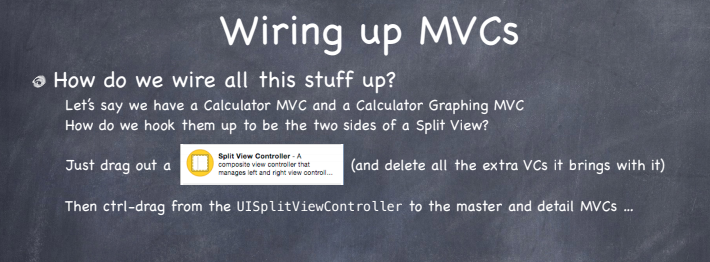 Wiring up MVCs
How do we wire all this stuff up?
Let's say we have a Calculator MVC and a Calculator Graphing MVC
How do we hook them up to be the two sides of a Split View?
Just drag out a
Split View Controller - A
composite view controller that
manages left and right view controll...
(and delete all the extra VCs it brings with it)
Then ctrl-drag from the UISplitViewController to the master and detail MVCs ...